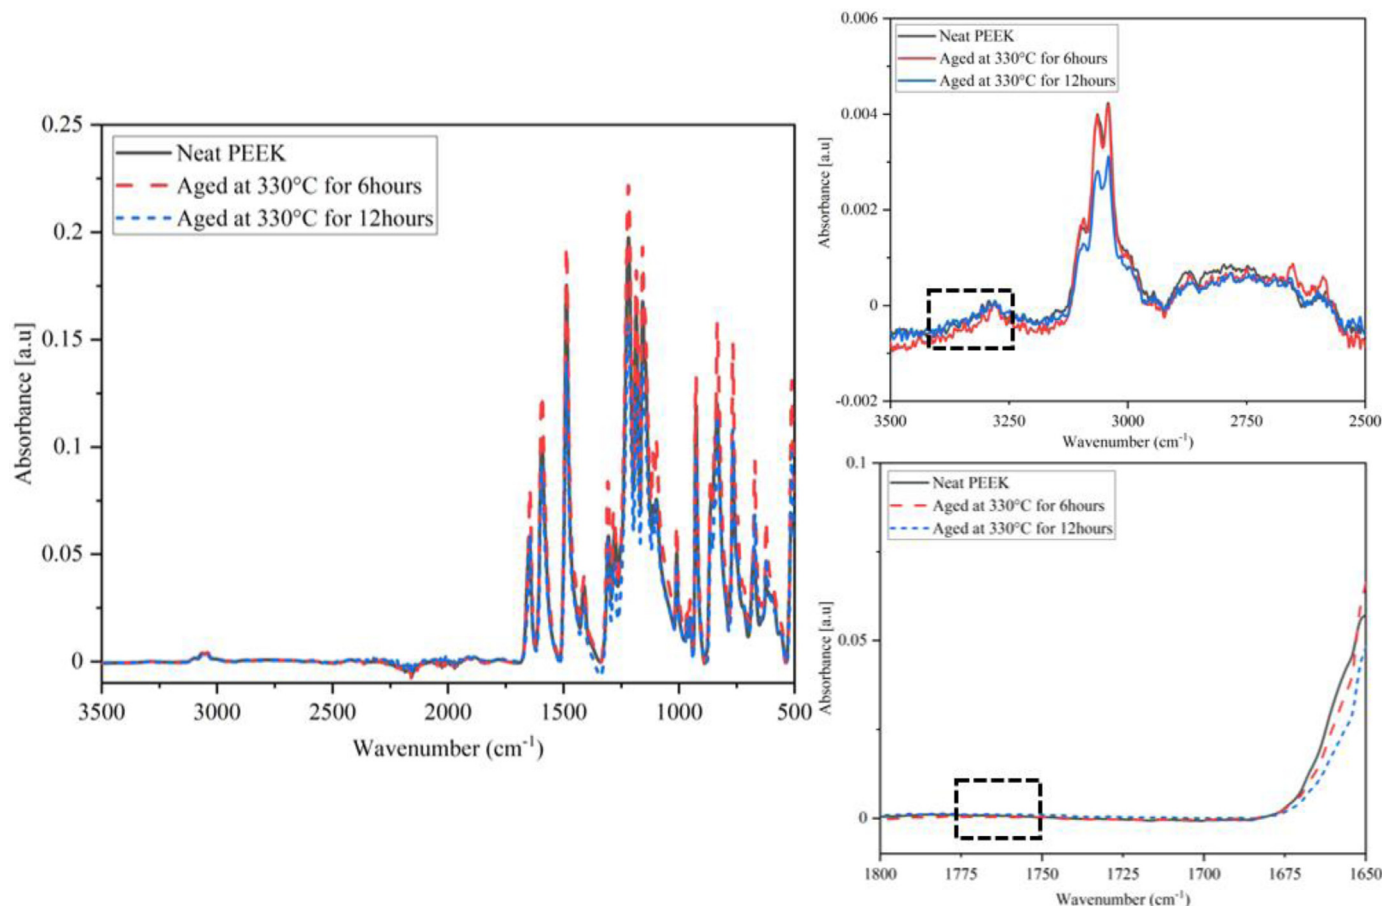 0.25
0.2
0.15
0.1
0.05
0
Absorbance [a.u]
Neat PEEK
Aged at 330°C for 6hours
Aged at 330°C for 12hours
3500 3000 2500 2000 1500 1000 500
Wavenumber (cm-1)
0.006
0.004
0.002
0
-0.002
Absorbance [a.u]
Neat PEEK
Aged at 330°C for 6hours
Aged at 330°C for 12hours
3500 3250 3000 2750 2500
Wavenumber (cm-1)
0.1
0.05
0
Absorbance [a.u]
Neat PEEK
Aged at 330°C for 6hours
Aged at 330°C for 12hours
1800 1775 1750 1725 1700 1675 1650
Wavenumber (cm-1)